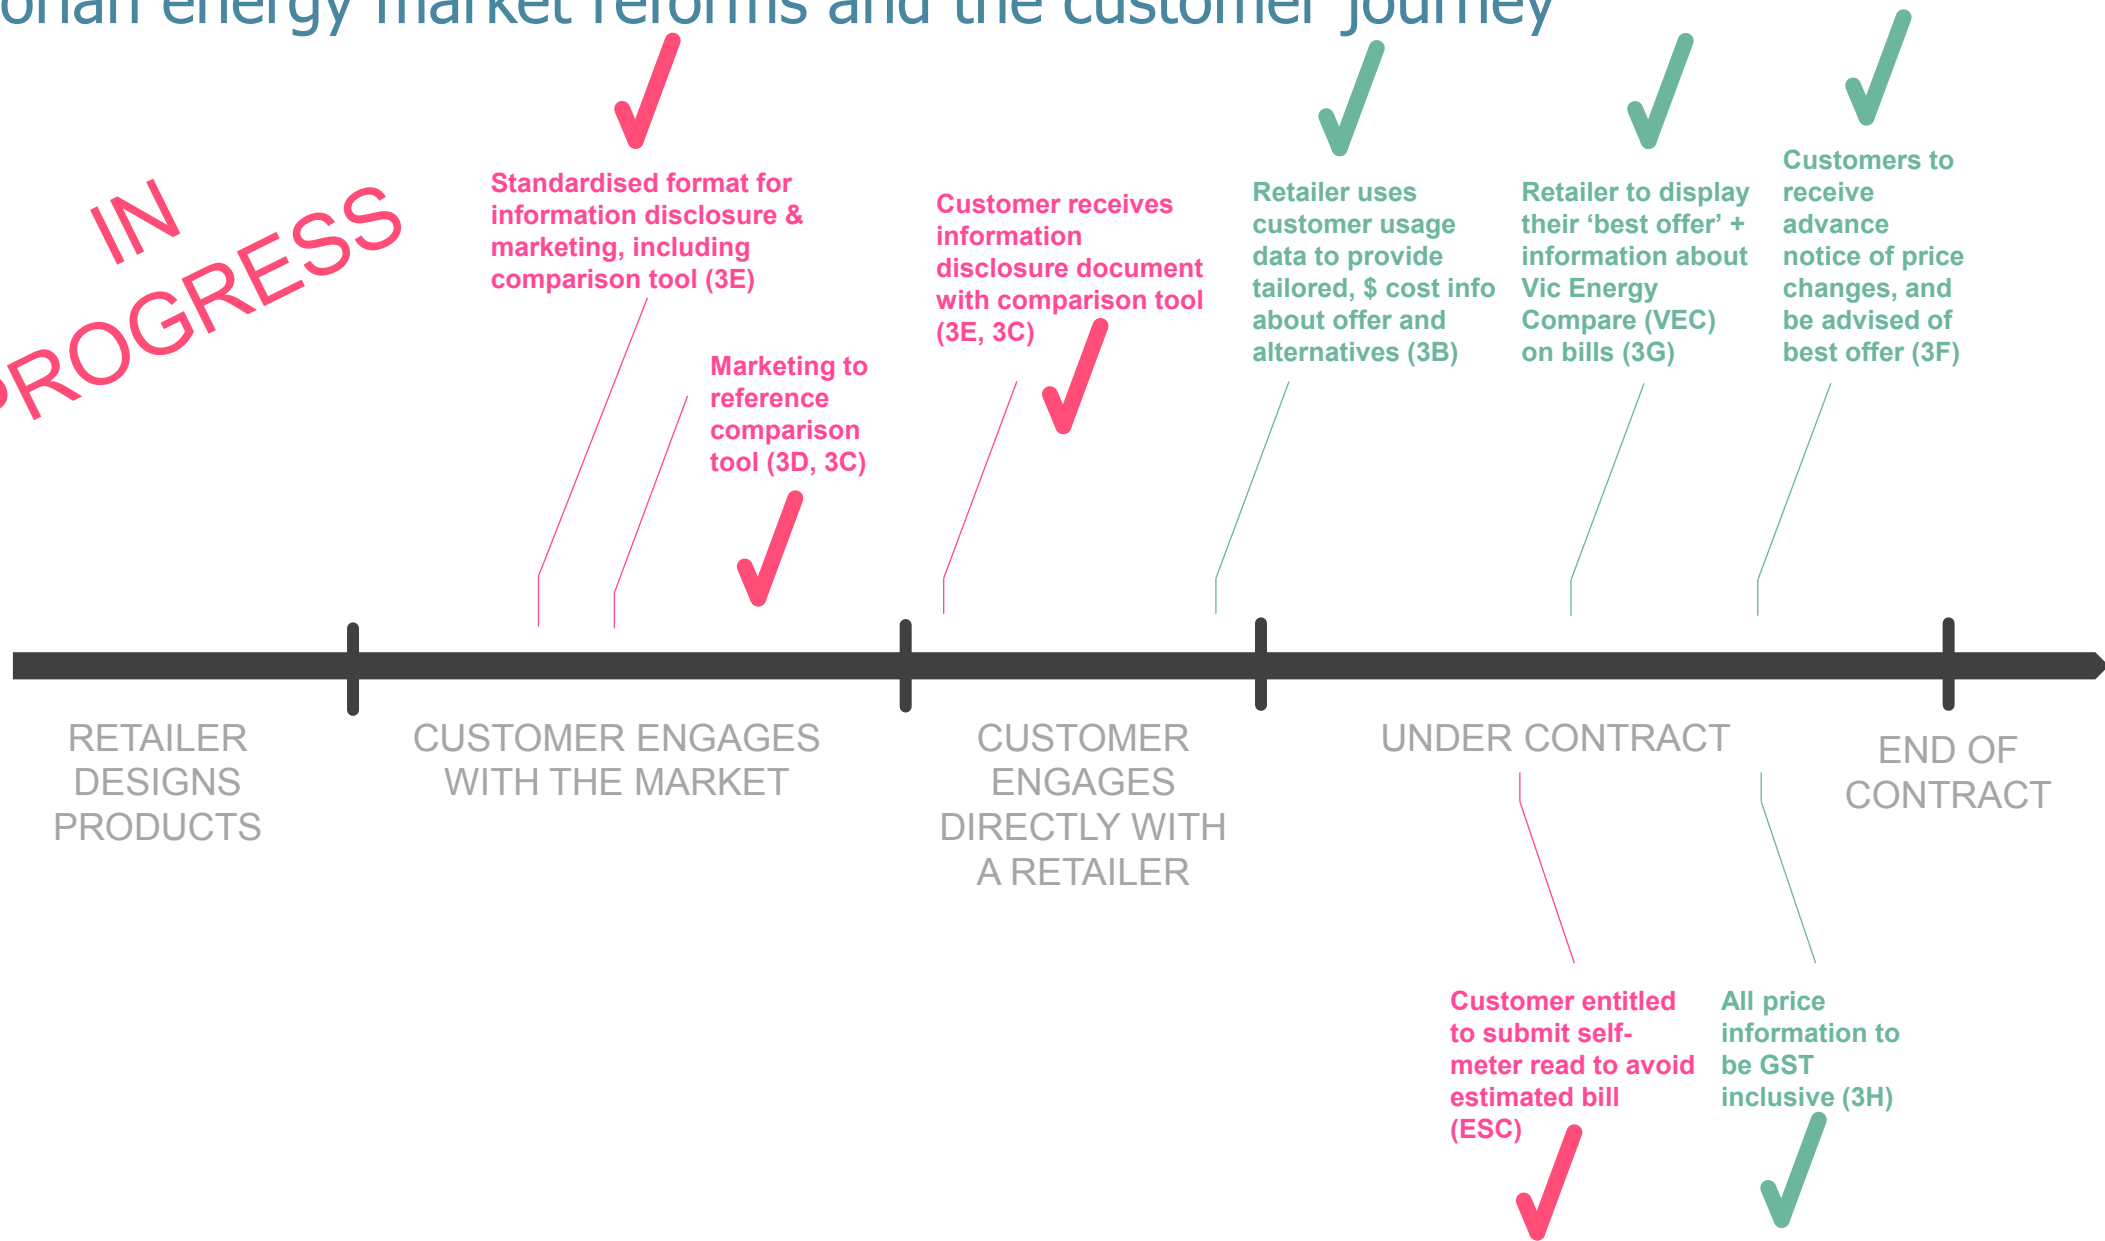 energy market reforms and the customer journey
IN
PROGRESS
Standardised format for
information disclosure &
marketing, including
comparison tool (3E)
Marketing to
reference
comparison
tool (3D, 3C)
Customer receives
information
disclosure document
with comparison tool
(3E, 3C)
Retailer uses
customer usage
data to provide
tailored, $ cost info
about offer and
alternatives (3B)
Retailer to display
their ‘best offer’ +
information about
Vic Energy
Compare (VEC)
on bills (3G)
Customers to
receive
advance
notice of price
changes, and
be advised of
best offer (3F)
RETAILER
DESIGNS
PRODUCTS
CUSTOMER ENGAGES
WITH THE MARKET
CUSTOMER
ENGAGES
DIRECTLY WITH
A RETAILER
UNDER CONTRACT
END OF
CONTRACT
Customer entitled
to submit self-
meter read to avoid
estimated bill
(ESC)
All price
information to
be GST
inclusive (3H)